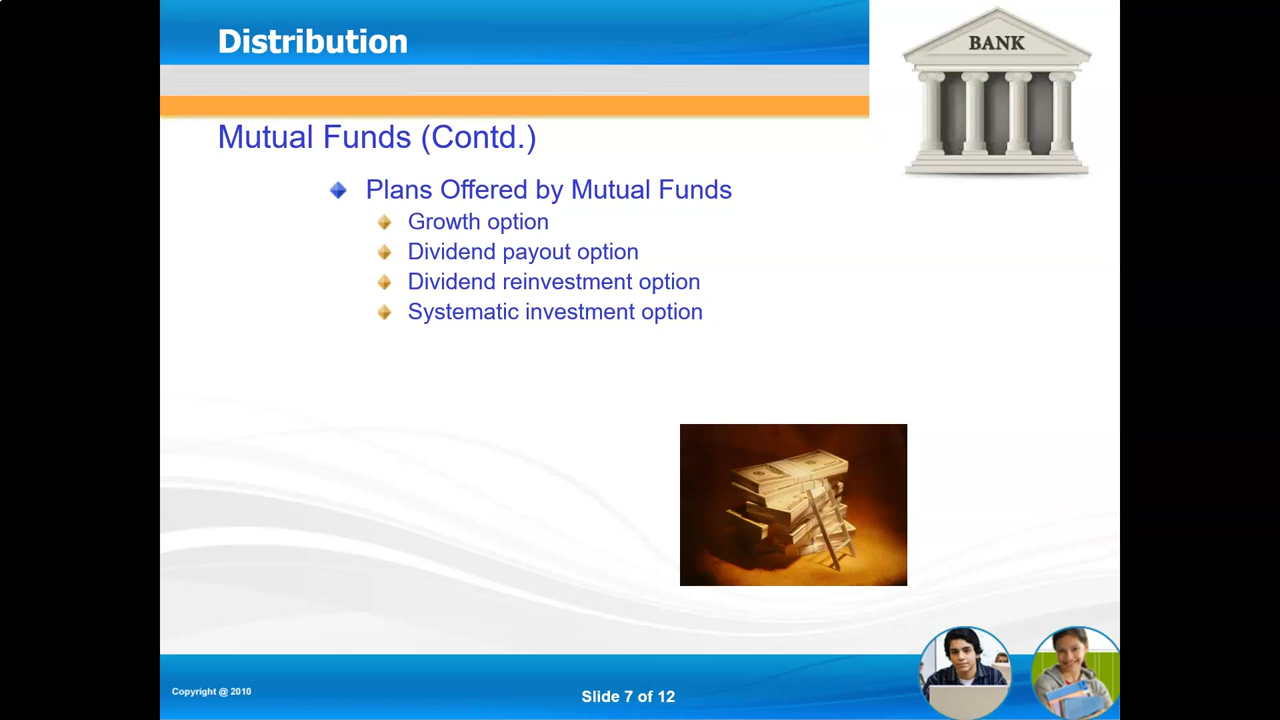 Distribution
BANK
Mutual Funds (Contd.)
Plans Offered by Mutual Funds
Growth option
Dividend payout option
Dividend reinvestment option
Systematic investment option
Copyright @ 2010
Slide 7 of 12